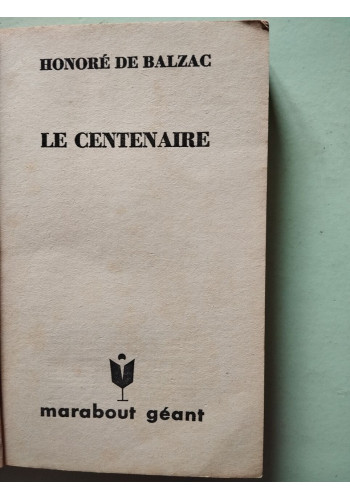 HONORÉ DE BALZAC
LE CENTENAIRE
marabout géant